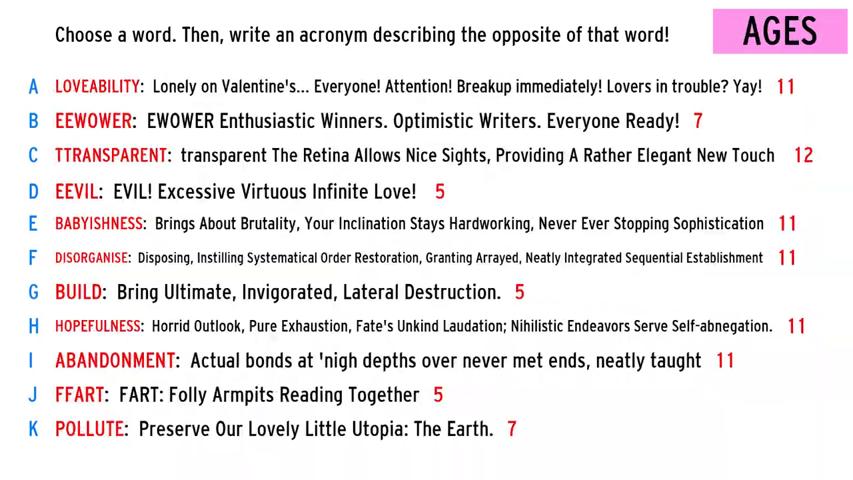 Choose a word. Then, write an acronym describing the opposite of that word!
AGES
A LOVEABILITY: Lonely on Valentine's... Everyone! Attention! Breakup immediately! Lovers in trouble? Yay! 11
B EEWOWER: EWOWER Enthusiastic Winners. Optimistic Writers. Everyone Ready! 7
C TTRANSPARENT: transparent The Retina Allows Nice Sights, Providing A Rather Elegant New Touch 12
D EEVIL: EVIL! Excessive Virtuous Infinite Love! 5
E BABYISHNESS: Brings About Brutality, Your Inclination Stays Hardworking, Never Ever Stopping Sophistication 11
F DISORGANISE: Disposing, Instilling Systematical Order Restoration, Granting Arrayed, Neatly Integrated Sequential Establishment 11
G BUILD: Bring Ultimate, Invigorated, Lateral Destruction. 5
H HOPEFULNESS: Horrid Outlook, Pure Exhaustion, Fate's Unkind Laudation; Nihilistic Endeavors Serve Self-abnegation. 11
I ABANDONMENT: Actual bonds at 'nigh depths over never met ends, neatly taught 11
J FFART: FART: Folly Armpits Reading Together 5
K POLLUTE: Preserve Our Lovely Little Utopia: The Earth. 7